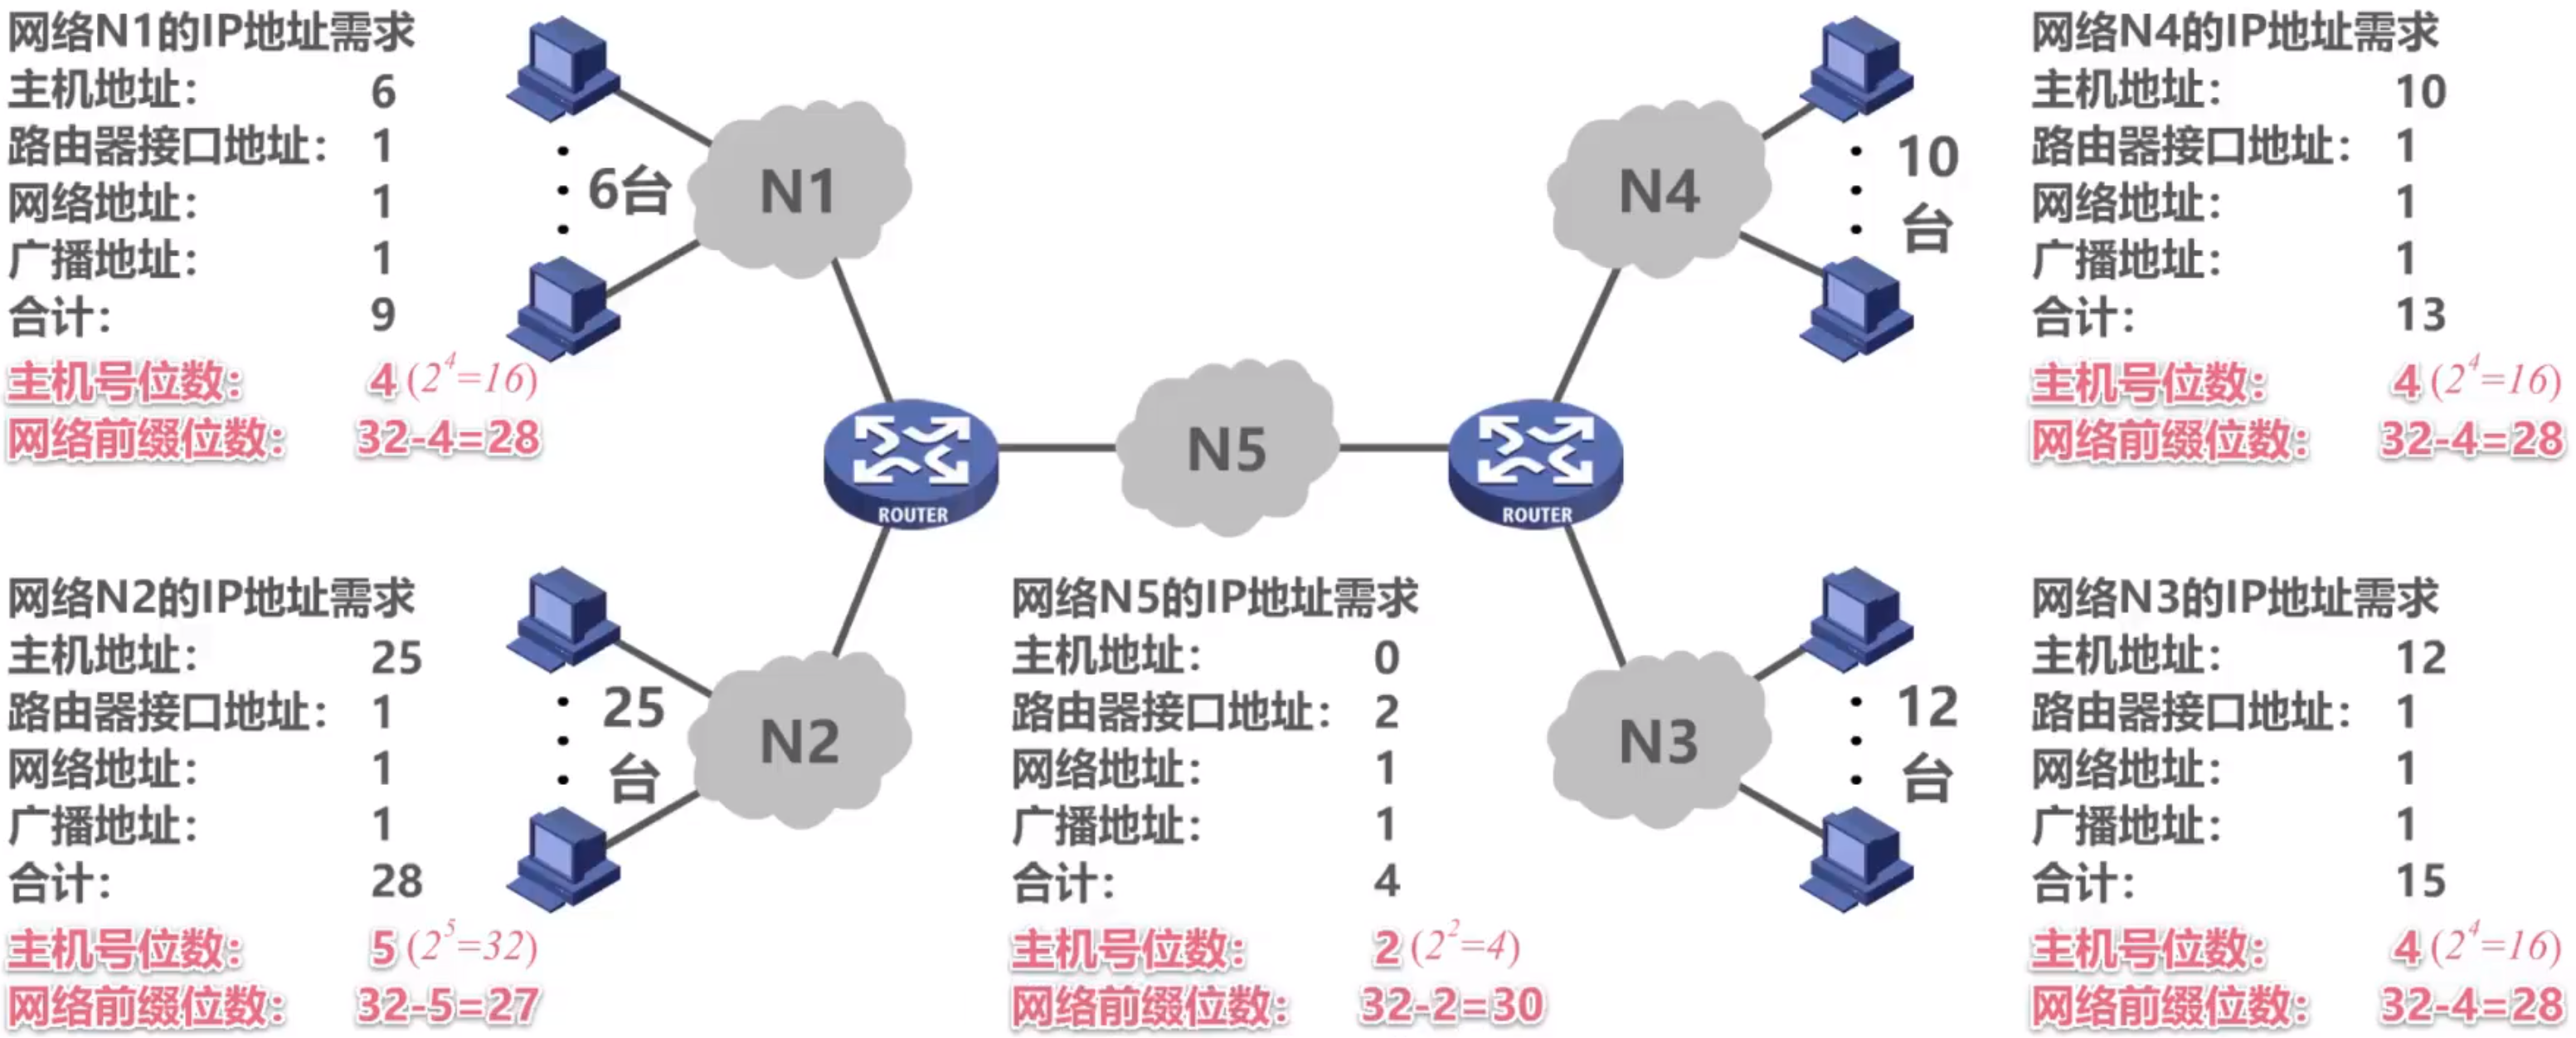 网络N1的IP地址需求
主机地址： 6
路由器接口地址： 1
网络地址： 1
广播地址： 1
合计： 9
主机号位数： 4 (2^4=16)
网络前缀位数： 32-4=28
6台
N1
N4
10
台
网络N4的IP地址需求
主机地址： 10
路由器接口地址： 1
网络地址： 1
广播地址： 1
合计： 13
主机号位数： 4 (2^4=16)
网络前缀位数： 32-4=28
ROUTER
N5
ROUTER
网络N2的IP地址需求
主机地址： 25
路由器接口地址： 1
网络地址： 1
广播地址： 1
合计： 28
主机号位数： 5 (2^5=32)
网络前缀位数： 32-5=27
25
台
N2
网络N5的IP地址需求
主机地址： 0
路由器接口地址： 2
网络地址： 1
广播地址： 1
合计： 4
主机号位数： 2 (2^2=4)
网络前缀位数： 32-2=30
N3
12
台
网络N3的IP地址需求
主机地址： 12
路由器接口地址： 1
网络地址： 1
广播地址： 1
合计： 15
主机号位数： 4 (2^4=16)
网络前缀位数： 32-4=28